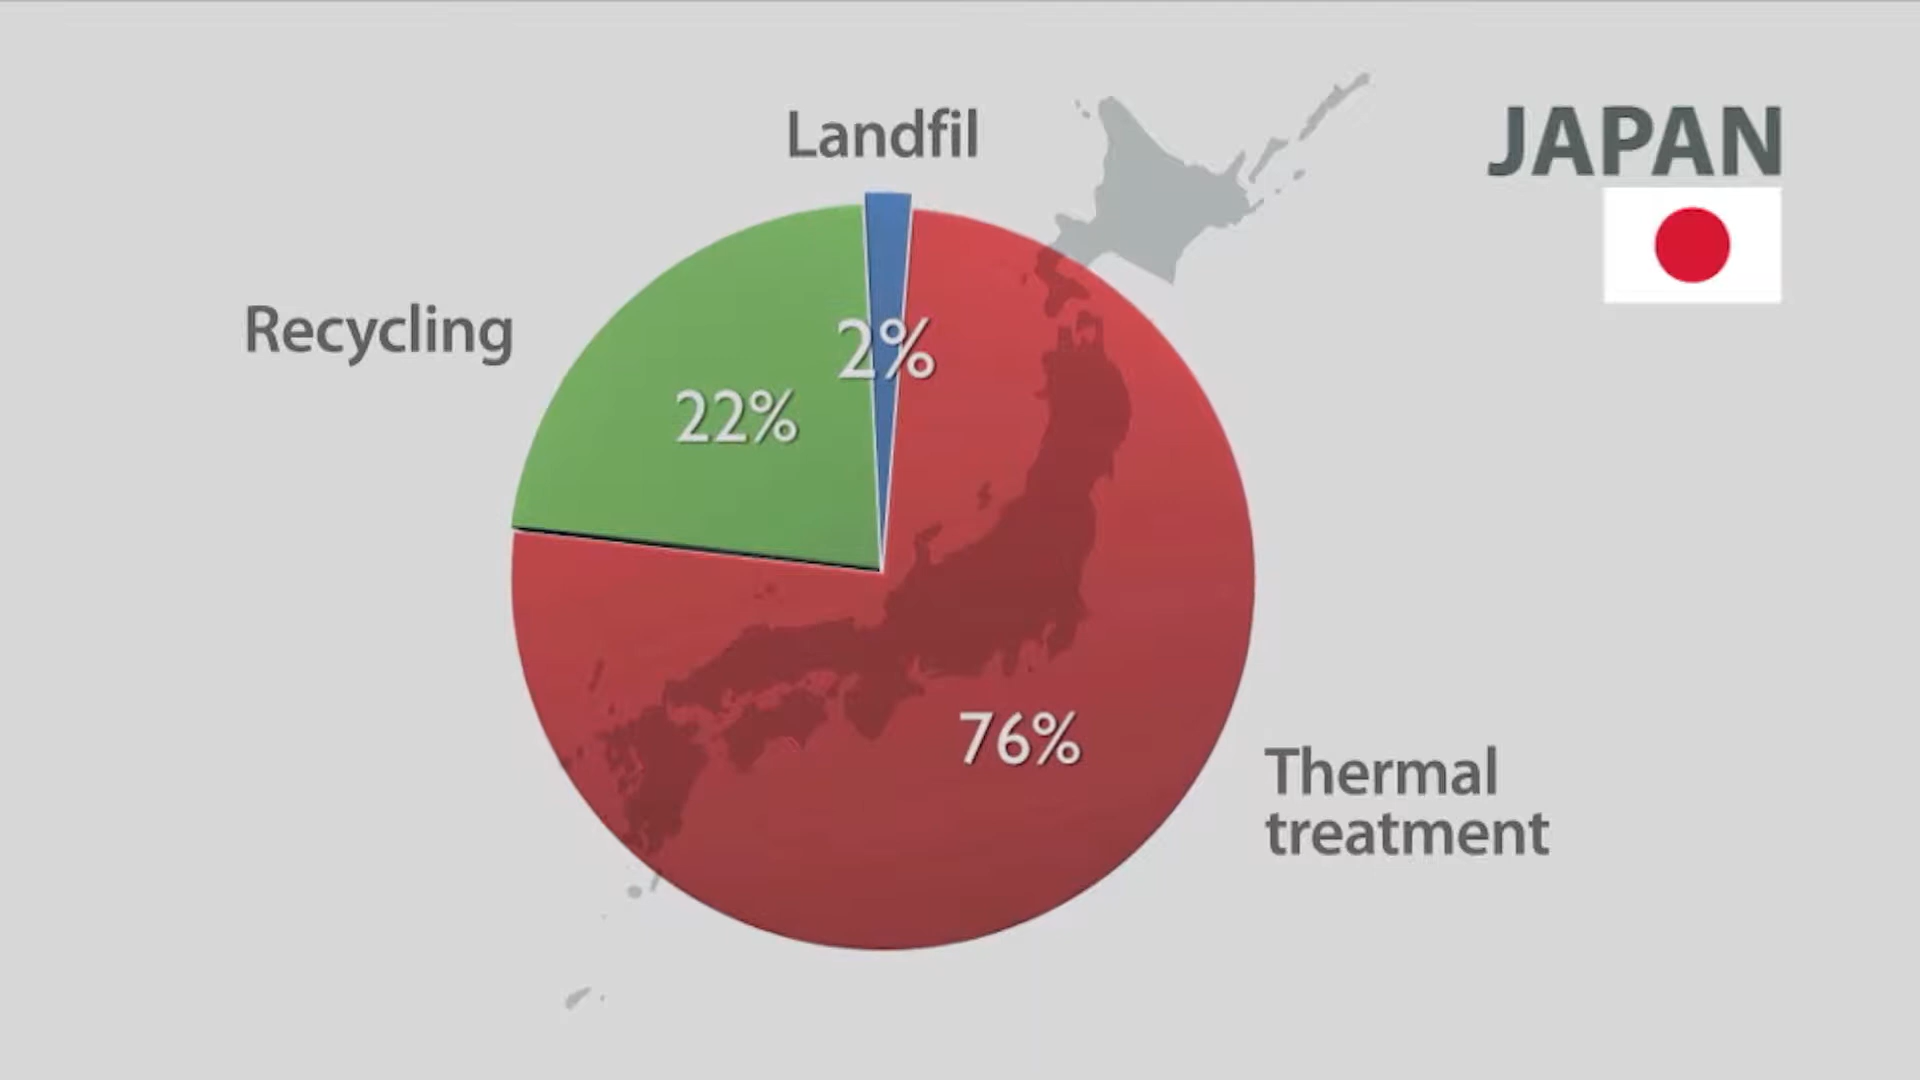 Landfil
JAPAN
Recycling
2%
22%
76%
Thermal
treatment